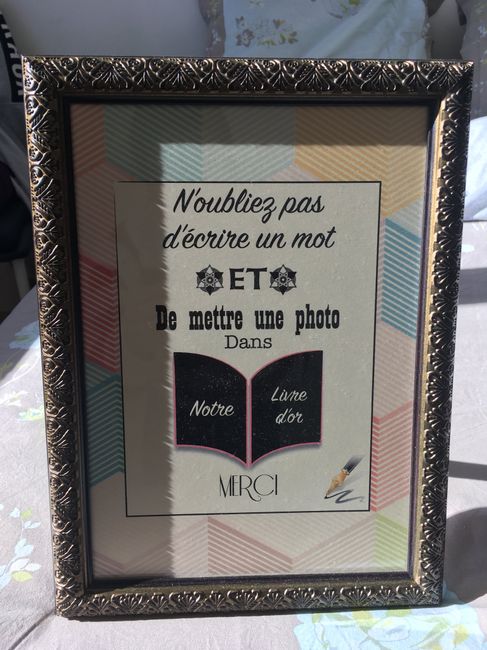 N'oubliez pas
d'écrire un mot
ET
De mettre une photo
Dans
Notre
Livre
d'or
MERCI